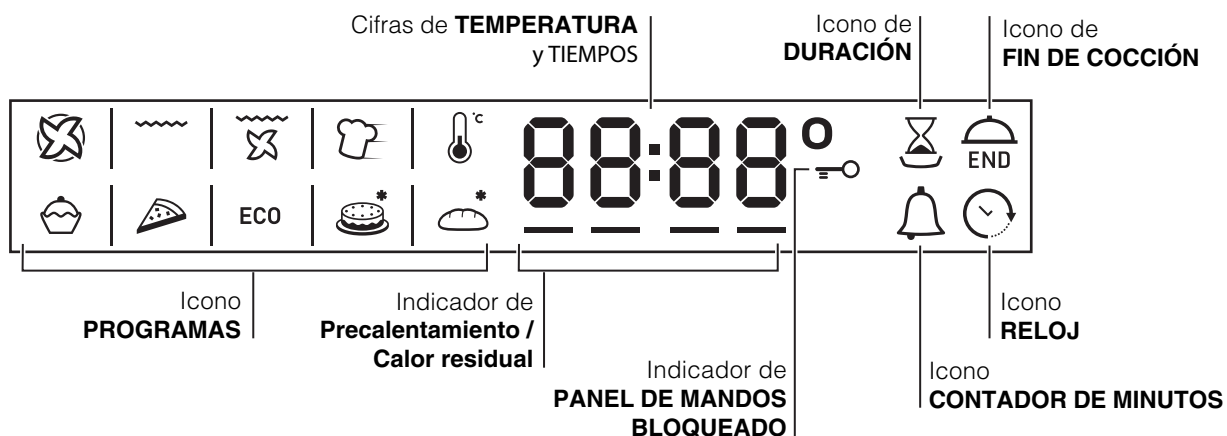 Cifras de TEMPERATURA
y TIEMPOS
Icono de
DURACIÓN
Icono de
FIN DE COCCIÓN
°c
88:88°
END
ECO
Icono
PROGRAMAS
Indicador de
Precalentamiento /
Calor residual
Indicador de
PANEL DE MANDOS
BLOQUEADO
Icono
RELOJ
Icono
CONTADOR DE MINUTOS